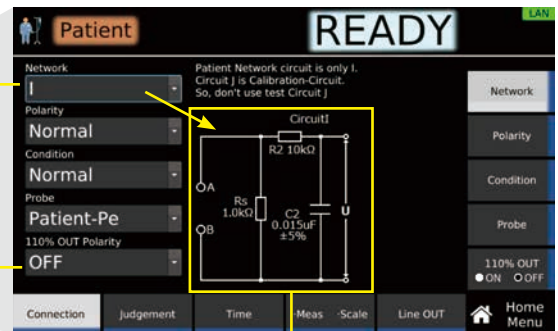 LAN
Patient
READY
Network
I
Polarity
Normal
Condition
Normal
Probe
Patient-Pe
110% OUT Polarity
OFF
Patient Network circuit is only I.
Circuit J is Calibration-Circuit.
So, don't use test Circuit J
CircuitI
R2 10kΩ
A
Rs
1.0kΩ
B
C2
0.015uF
±5%
U
Network
Polarity
Condition
Probe
110% OUT
ON OFF
Connection
Judgement
Time
-Meas -Scale
Line OUT
Home
Menu